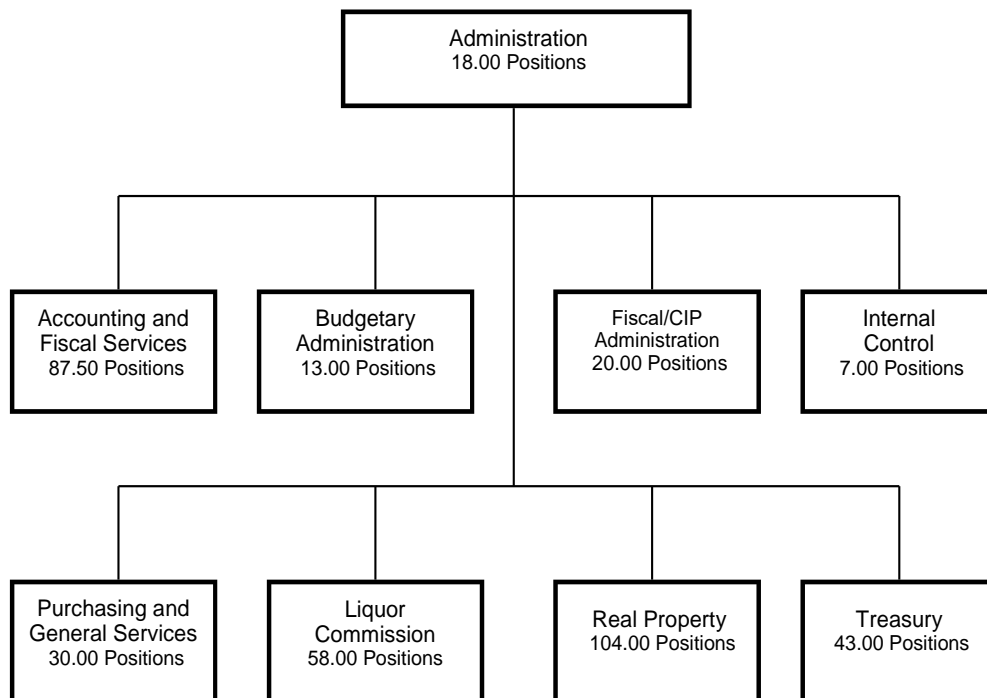 Administration
18.00 Positions
Accounting and
Fiscal Services
87.50 Positions
Budgetary
Administration
13.00 Positions
Fiscal/CIP
Administration
20.00 Positions
Internal
Control
7.00 Positions
Purchasing and
General Services
30.00 Positions
Liquor
Commission
58.00 Positions
Real Property
104.00 Positions
Treasury
43.00 Positions